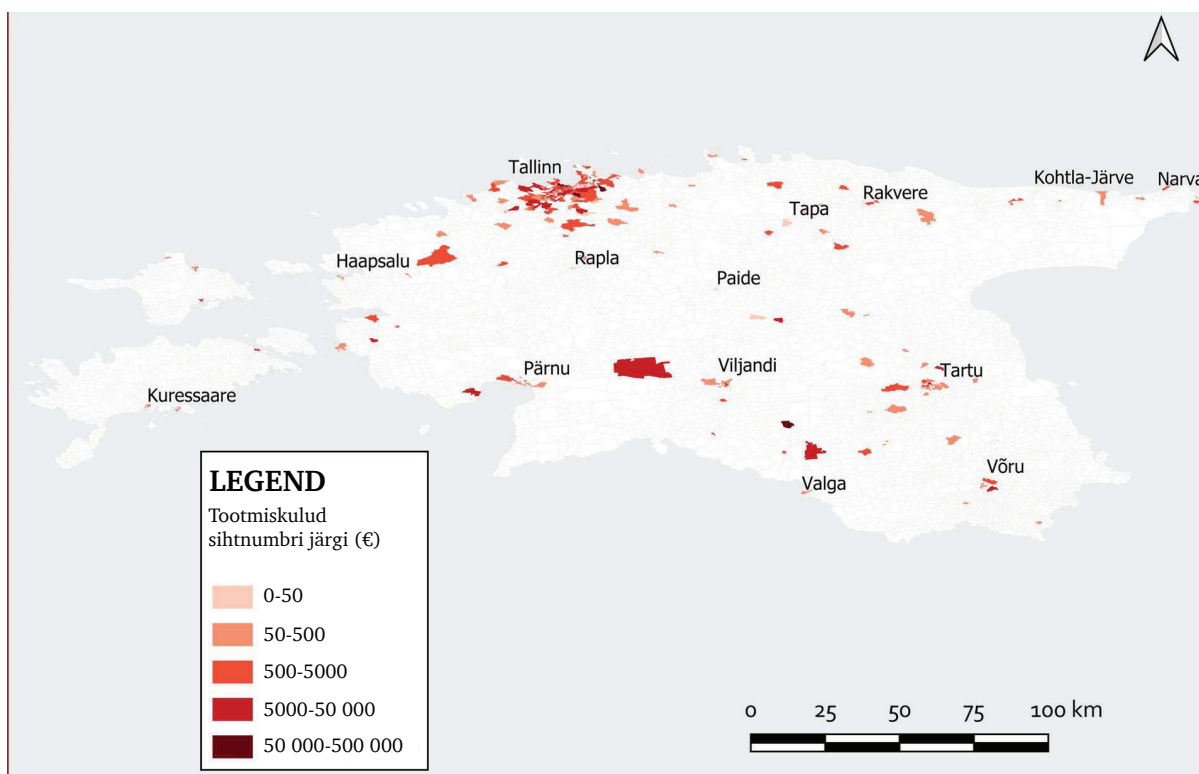 Tallinn
Kohtla-Järve
Narva
Rakvere
Tapa
Haapsalu
Rapla
Paide
Pärnu
Viljandi
Tartu
Kuressaare
Võru
Valga
LEGEND
Tootmiskulud
sihtnumbri järgi (€)
0-50
50-500
500-5000
5000-50 000
50 000-500 000
0 25 50 75 100 km